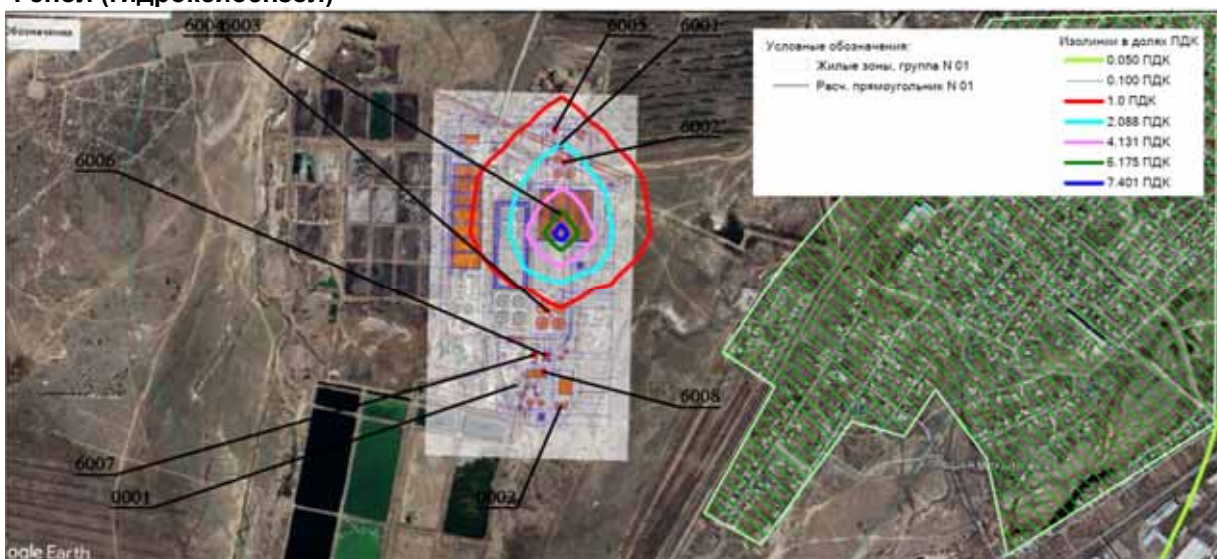 Фенол (Гидроксибензол)
Обозначения
6004 6003
6005
6001
6002
6006
6008
6007
0001
0002
Условные обозначения:
Жилые зоны, группа N 01
Расч. прямоугольник N 01
Изолинии в долях ПДК
0.050 ПДК
0.100 ПДК
1.0 ПДК
2.088 ПДК
4.131 ПДК
6.175 ПДК
7.401 ПДК
ogle Earth